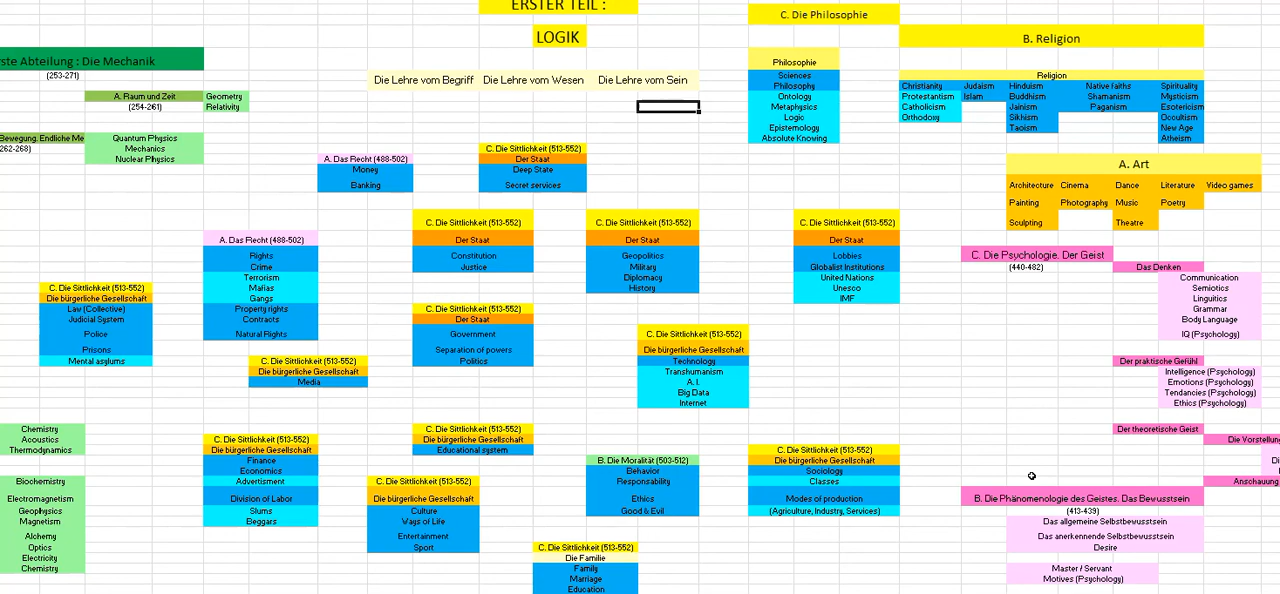 ERSTER TEIL :
LOGIK
Die Lehre vom Begriff Die Lehre vom Wesen Die Lehre vom Sein
C. Die Philosophie
B. Religion
ste Abteilung : Die Mechanik
(253-271)
A. Raum und Zeit
(254-261)
Geometry
Relativity
Bewegung. Endliche Me
262-268)
Quantum Physics
Mechanics
Nuclear Physics
Philosophie
Sciences
Philosophy
Ontology
Metaphysics
Logic
Epistemology
Absolute Knowing
Religion
Christianity
Protestantism
Catholicism
Orthodoxy
Judaism
Islam
Hinduism
Buddhism
Jainism
Sikhism
Taoism
Native faiths
Shamanism
Paganism
Spirituality
Mysticism
Esotericism
Occultism
New Age
Atheism
A. Das Recht (488-502)
Money
Banking
C. Die Sittlichkeit (513-552)
Der Staat
Deep State
Secret services
A. Art
Architecture
Painting
Sculpting
Cinema
Photography
Dance
Music
Theatre
Literature
Poetry
Video games
A. Das Recht (488-502)
Rights
Crime
Terrorism
Mafias
Gangs
Property rights
Contracts
Natural Rights
C. Die Sittlichkeit (513-552)
Der Staat
Constitution
Justice
C. Die Sittlichkeit (513-552)
Der Staat
Geopolitics
Military
Diplomacy
History
C. Die Sittlichkeit (513-552)
Der Staat
Lobbies
Globalist Institutions
United Nations
Unesco
IMF
C. Die Psychologie. Der Geist
(440-482)
Das Denken
Communication
Semiotics
Linguitics
Grammar
Body Language
IQ (Psychology)
C. Die Sittlichkeit (513-552)
Die bürgerliche Gesellschaft
Law (Collective)
Judicial System
Police
Prisons
Mental asylums
C. Die Sittlichkeit (513-552)
Der Staat
Government
Separation of powers
Politics
C. Die Sittlichkeit (513-552)
Die bürgerliche Gesellschaft
Technology
Transhumanism
A. I.
Big Data
Internet
C. Die Sittlichkeit (513-552)
Die bürgerliche Gesellschaft
Media
Der praktische Gefühl
Intelligence (Psychology)
Emotions (Psychology)
Tendancies (Psychology)
Ethics (Psychology)
Chemistry
Acoustics
Thermodynamics
Biochemistry
Electromagnetism
Geophysics
Magnetism
Alchemy
Optics
Electricity
Chemistry
C. Die Sittlichkeit (513-552)
Die bürgerliche Gesellschaft
Finance
Economics
Advertisment
Division of Labor
Slums
Beggars
C. Die Sittlichkeit (513-552)
Die bürgerliche Gesellschaft
Educational system
C. Die Sittlichkeit (513-552)
Die bürgerliche Gesellschaft
Culture
Ways of Life
Entertainment
Sport
B. Die Moralität (503-512)
Behavior
Responsability
Ethics
Good & Evil
C. Die Sittlichkeit (513-552)
Die bürgerliche Gesellschaft
Sociology
Classes
Modes of production
(Agriculture, Industry, Services)
Der theoretische Geist
Die Vorstellun
Di
Anschauung
B. Die Phänomenologie des Geistes. Das Bewusstsein
(413-439)
Das allgemeine Selbstbewusstsein
Das anerkennende Selbstbewusstsein
Desire
Master / Servant
Motives (Psychology)
C. Die Sittlichkeit (513-552)
Die Familie
Family
Marriage
Education